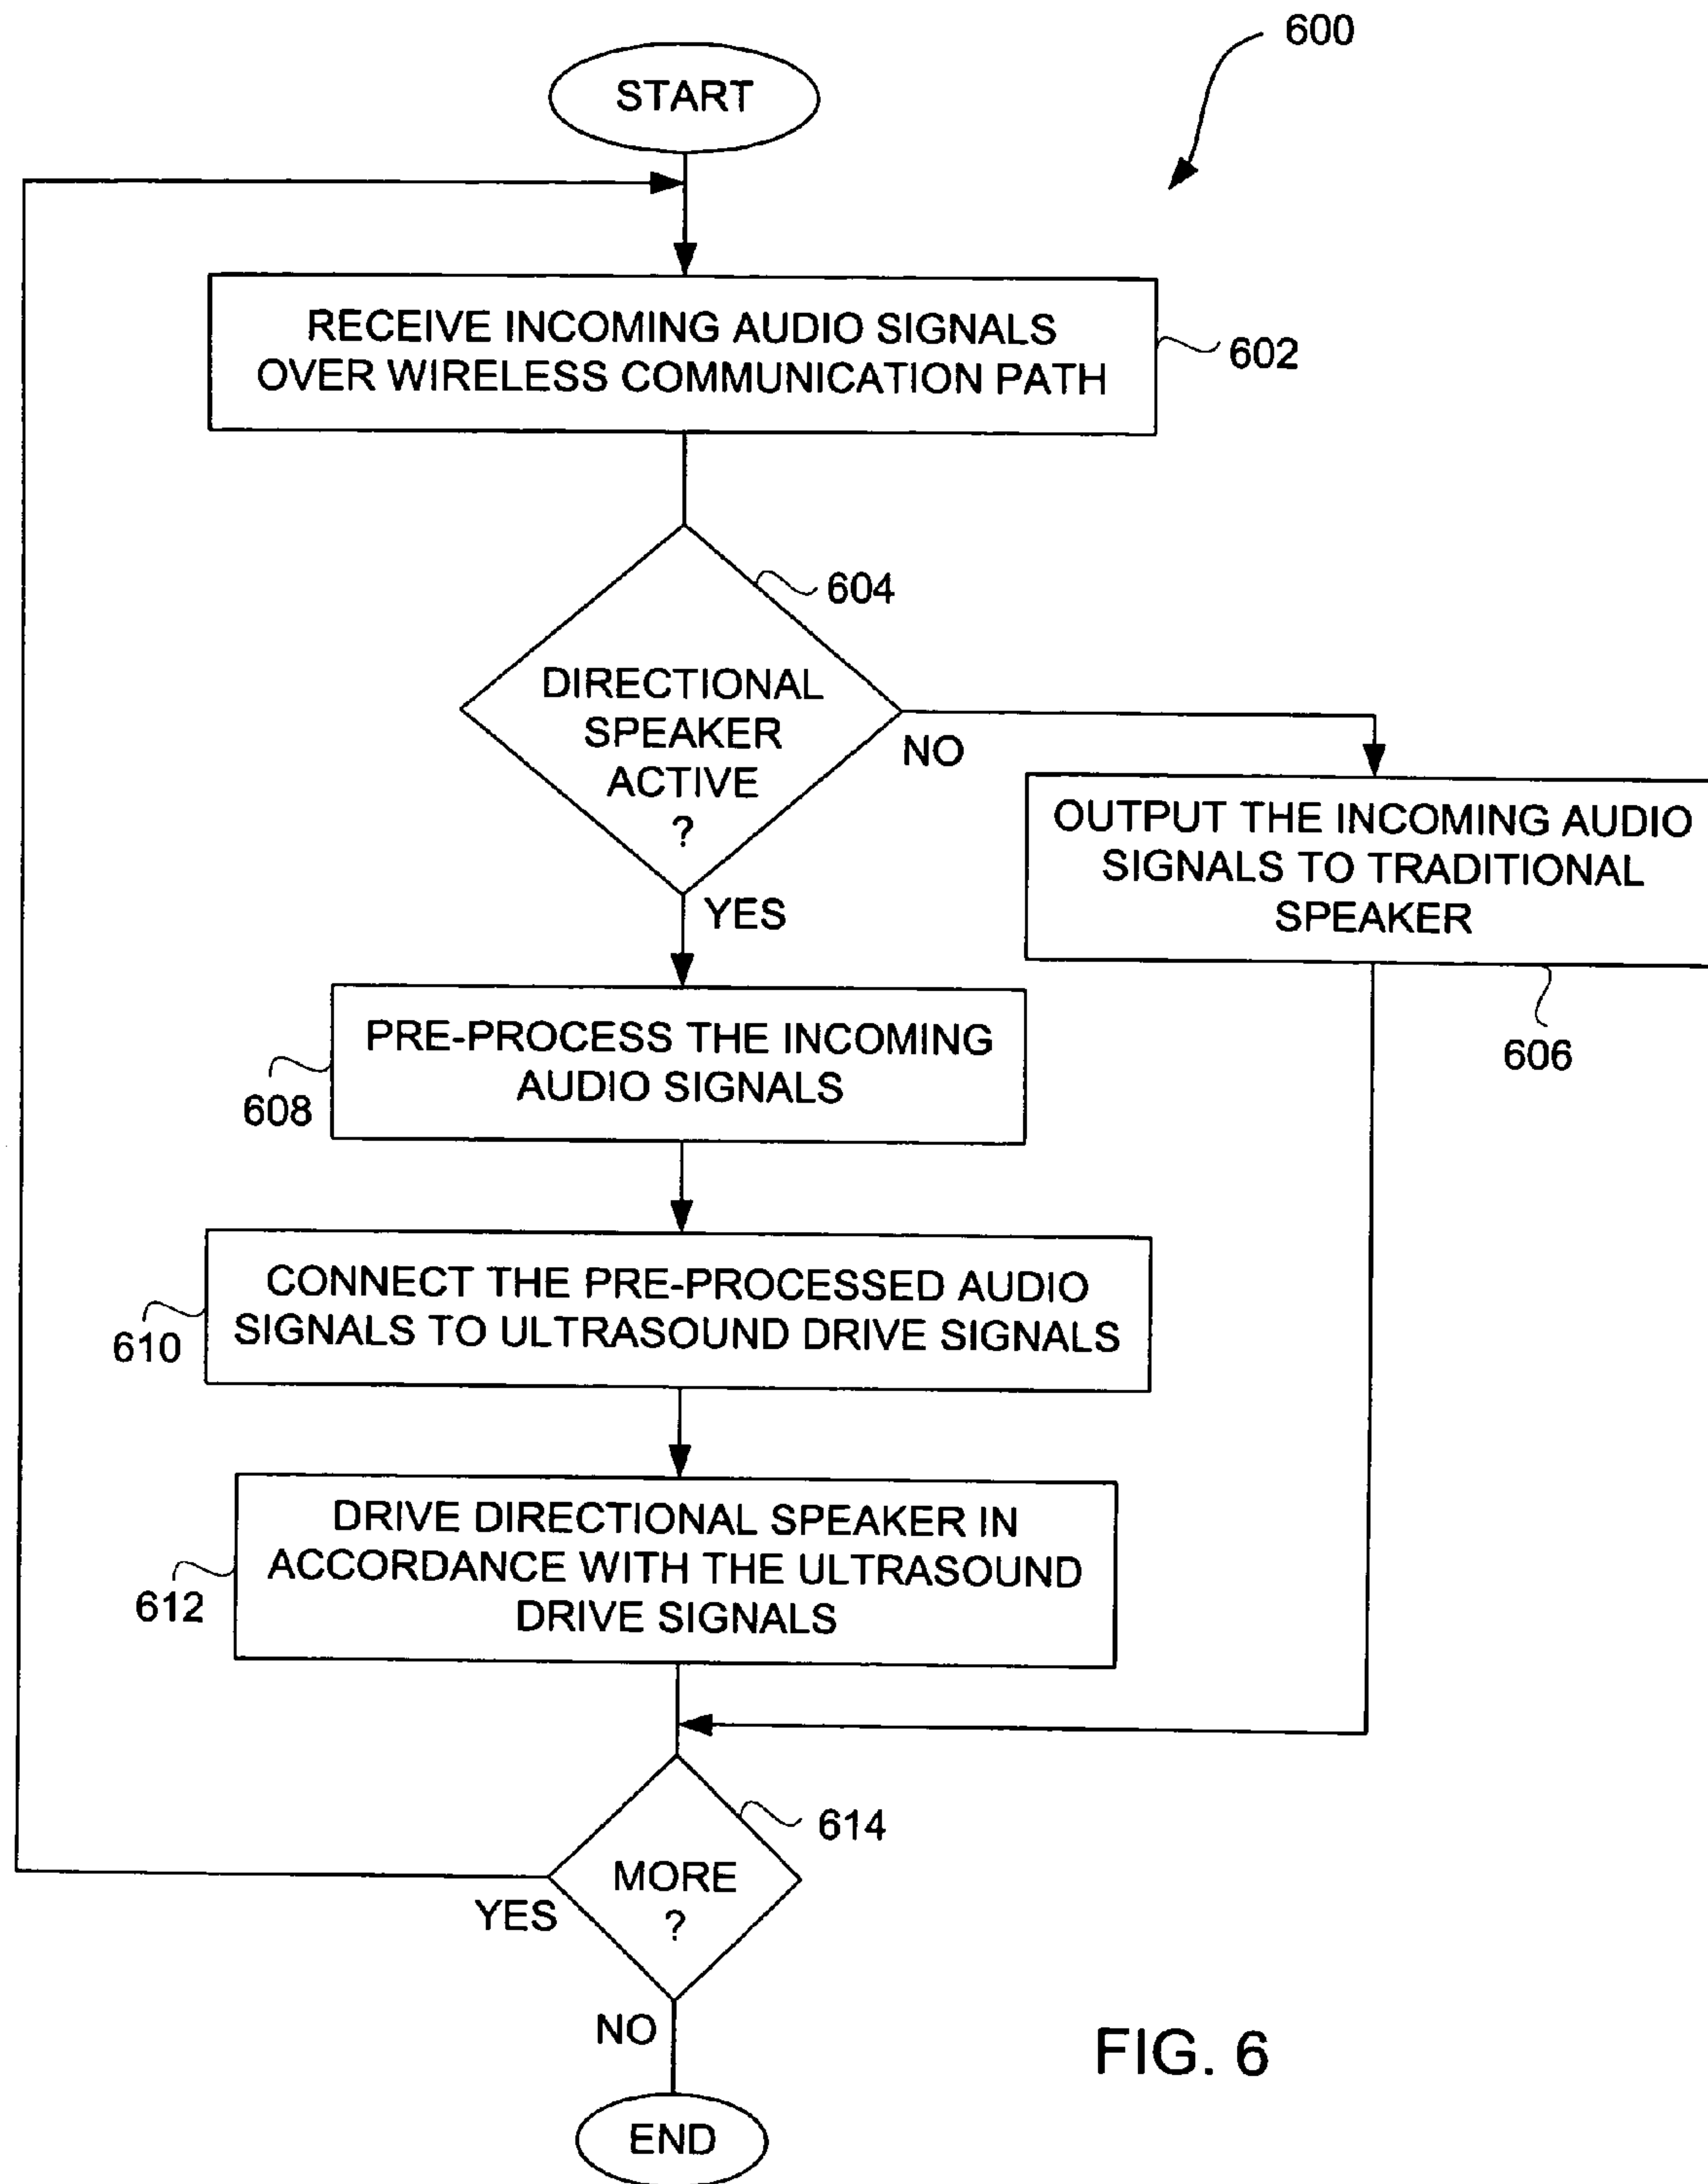 600
START
RECEIVE INCOMING AUDIO SIGNALS
OVER WIRELESS COMMUNICATION PATH
602
604
DIRECTIONAL
SPEAKER
ACTIVE
?
NO
YES
OUTPUT THE INCOMING AUDIO
SIGNALS TO TRADITIONAL
SPEAKER
606
PRE-PROCESS THE INCOMING
AUDIO SIGNALS
608
CONNECT THE PRE-PROCESSED AUDIO
SIGNALS TO ULTRASOUND DRIVE SIGNALS
610
DRIVE DIRECTIONAL SPEAKER IN
ACCORDANCE WITH THE ULTRASOUND
DRIVE SIGNALS
612
614
MORE
?
YES
NO
END
FIG. 6